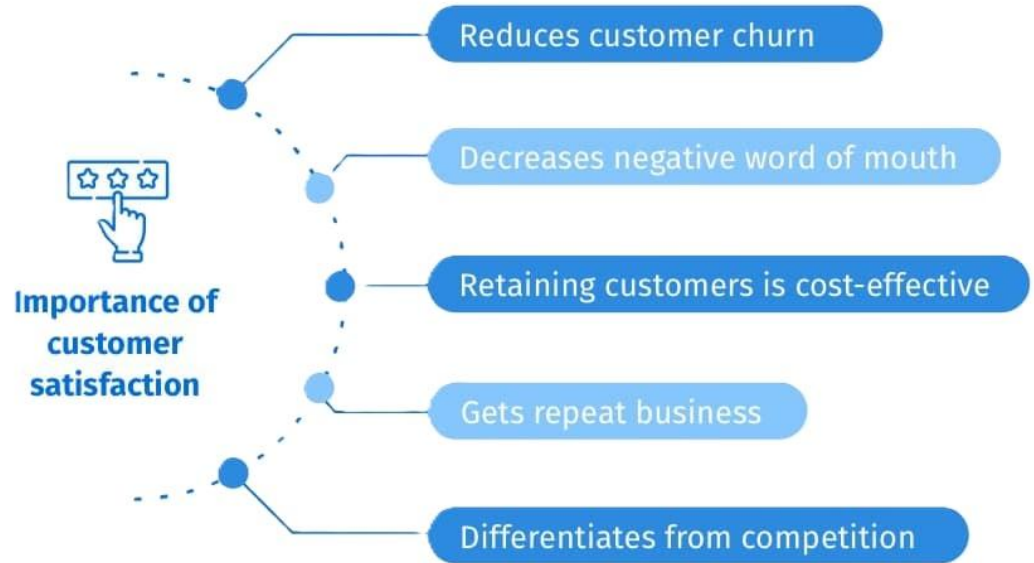 Importance of
customer
satisfaction
Reduces customer churn
Decreases negative word of mouth
Retaining customers is cost-effective
Gets repeat business
Differentiates from competition